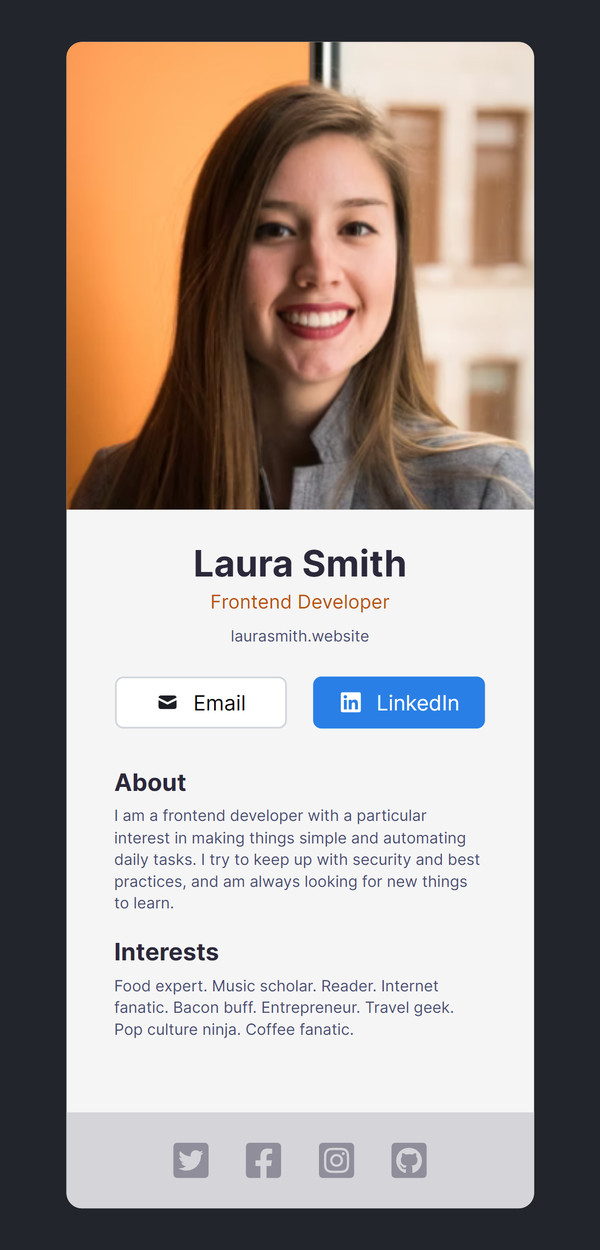 Laura Smith
Frontend Developer
laurasmith.website
Email
LinkedIn
About
I am a frontend developer with a particular
interest in making things simple and automating
daily tasks. I try to keep up with security and best
practices, and am always looking for new things
to learn.
Interests
Food expert. Music scholar. Reader. Internet
fanatic. Bacon buff. Entrepreneur. Travel geek.
Pop culture ninja. Coffee fanatic.